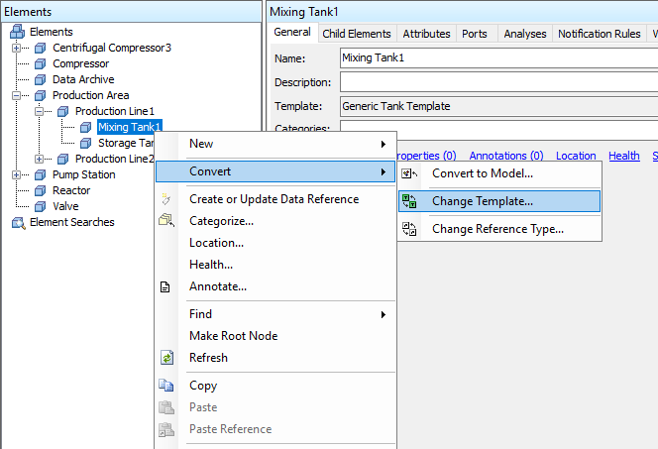 Elements
Elements
Centrifugal Compressor3
Compressor
Data Archive
Production Area
Production Line1
Mixing Tank1
Storage Tan
Production Line2
Pump Station
Reactor
Valve
Element Searches
New
Convert
Create or Update Data Reference
Categorize...
Location...
Health...
Annotate...
Find
Make Root Node
Refresh
Copy
Paste
Paste Reference
Convert to Model...
Change Template...
Change Reference Type...
Mixing Tank1
General Child Elements Attributes Ports Analyses Notification Rules
Name: Mixing Tank1
Description:
Template: Generic Tank Template
Categories:
roperties (0) Annotations (0) Location Health